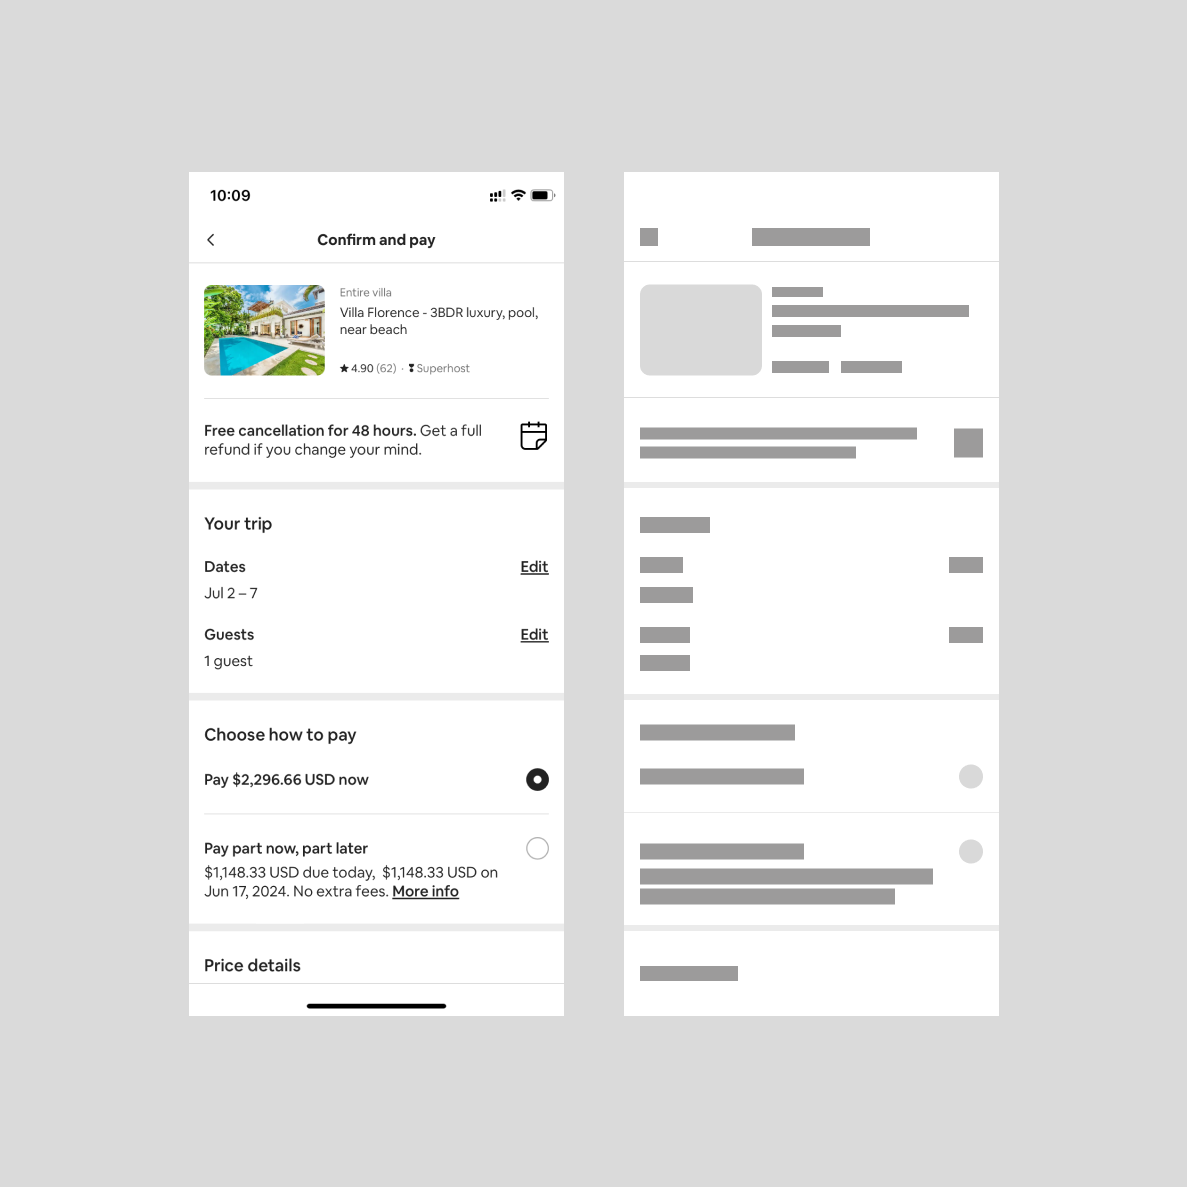 10:09
Confirm and pay
Entire villa
Villa Florence - 3BDR luxury, pool,
near beach
4.90 (62) · Superhost
Free cancellation for 48 hours. Get a full
refund if you change your mind.
Your trip
Dates
Edit
Jul 2 – 7
Guests
Edit
1 guest
Choose how to pay
Pay $2,296.66 USD now
Pay part now, part later
$1,148.33 USD due today,  $1,148.33 USD on
Jun 17, 2024. No extra fees. More info
Price details